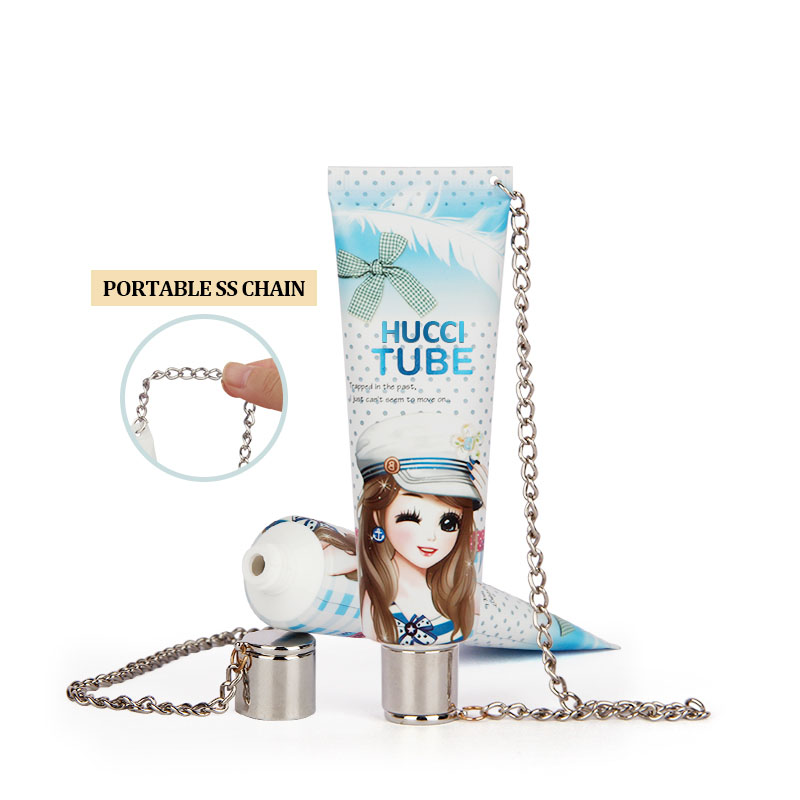 PORTABLE SS CHAIN
HUCCI
TUBE
Trapped in the past,
I just can't seem to move on...
B